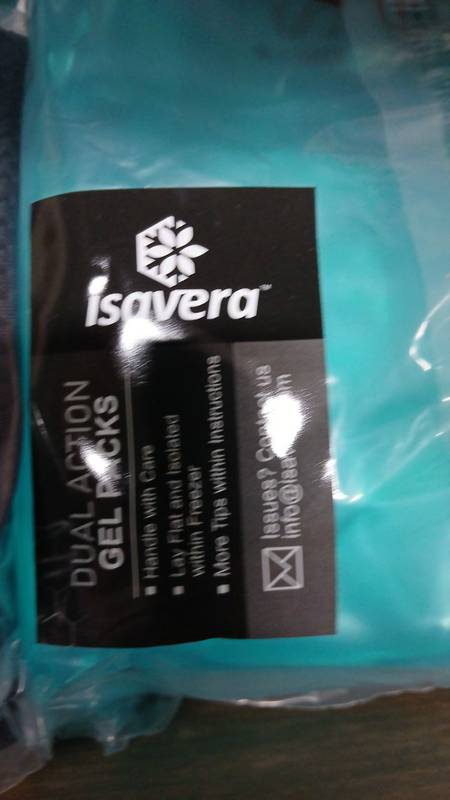 isavera™
DUAL ACTION
GEL PACKS
▪ Handle with Care
▪ Lay Flat and Isolated
within Freezer
▪ More Tips within Instructions
Issues? Contact us